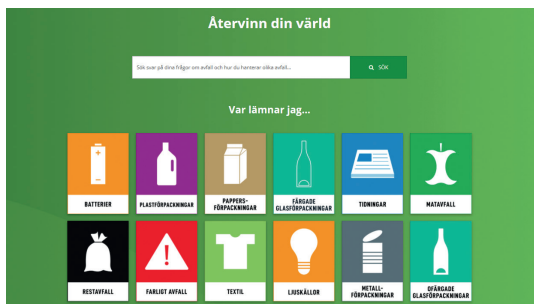 Återvinn din värld
Sök svar på dina frågor om avfall och hur du hanterar olika avfall...
SÖK
Var lämnar jag...
BATTERIER
PLASTFÖRPACKNINGAR
PAPPERS-
FÖRPACKNINGAR
FÄRGADE
GLASFÖRPACKNINGAR
TIDNINGAR
MATAVFALL
RESTAVFALL
FARLIGT AVFALL
TEXTIL
LJUSKÄLLOR
METALL-
FÖRPACKNINGAR
OFÄRGADE
GLASFÖRPACKNINGAR